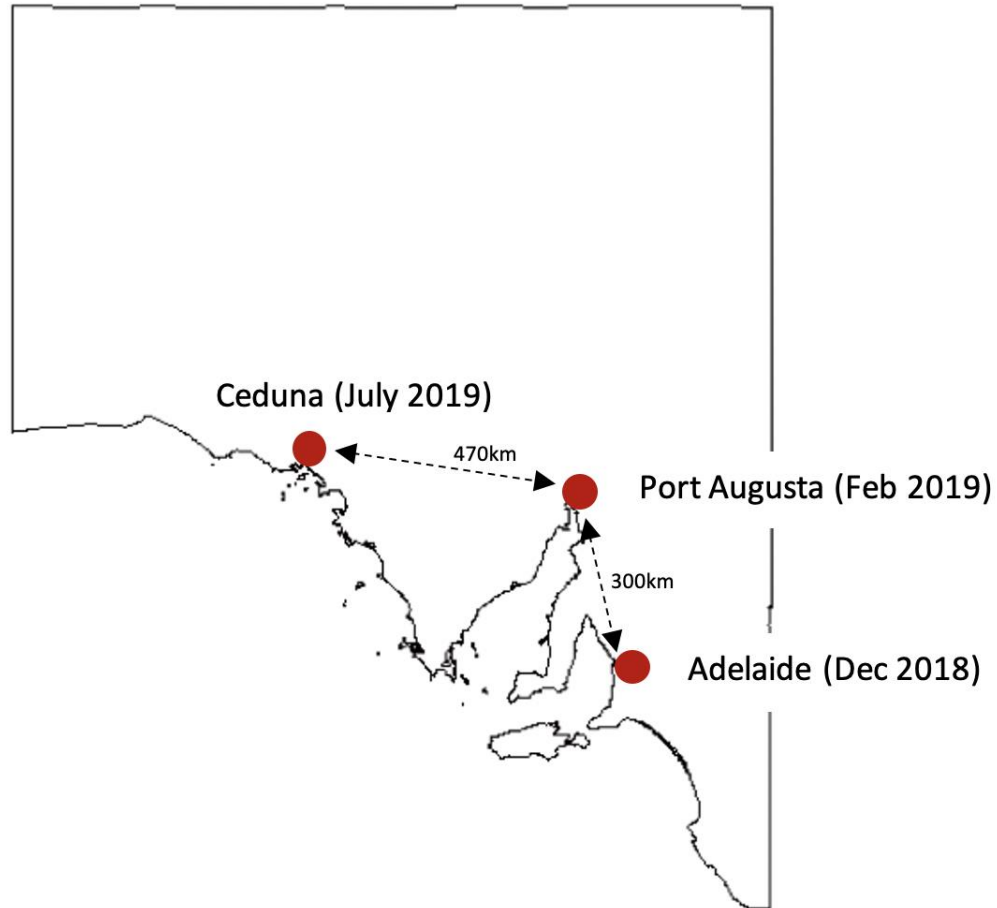 Ceduna (July 2019)
470km
Port Augusta (Feb 2019)
300km
Adelaide (Dec 2018)